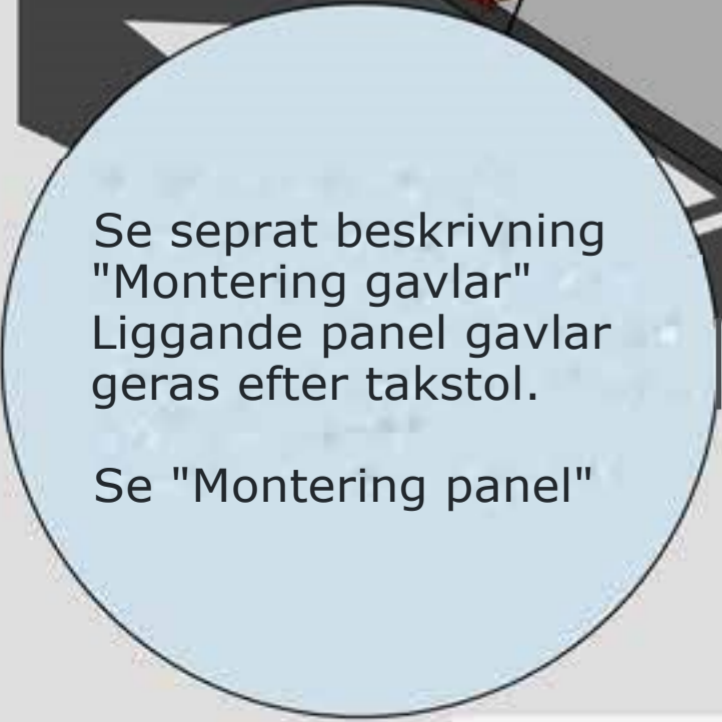 Se seprat beskrivning
"Montering gavlar"
Liggande panel gavlar
geras efter takstol.
Se "Montering panel"